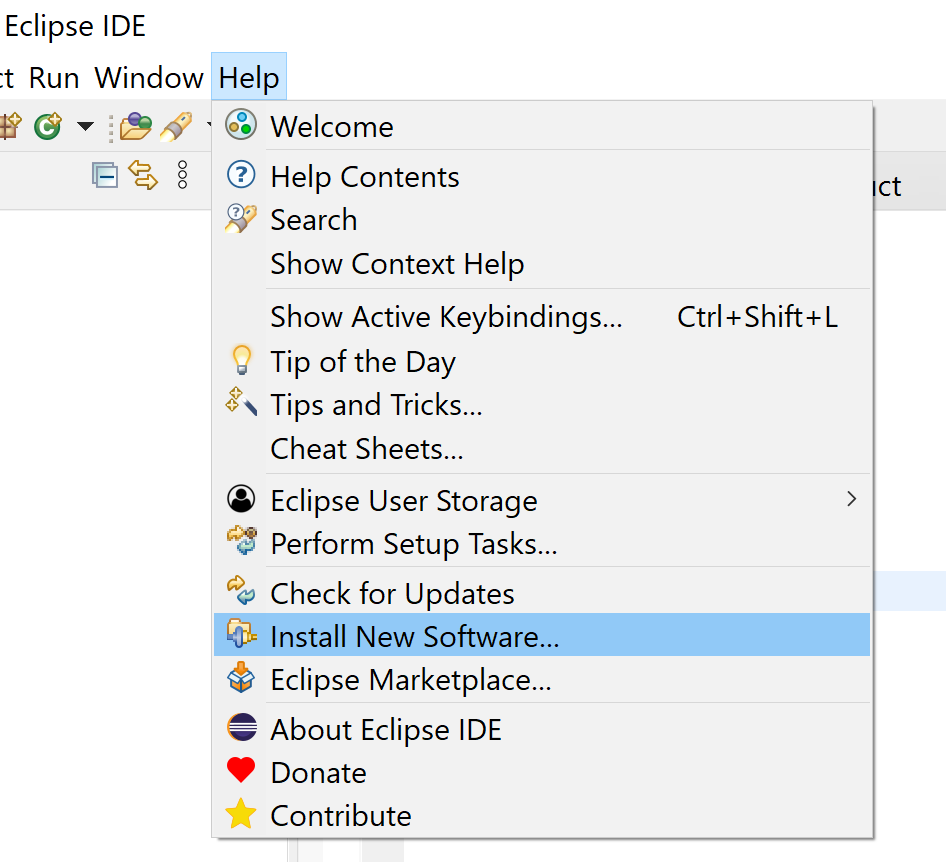 Eclipse IDE
ct Run Window Help
Welcome
Help Contents
uct
Search
Show Context Help
Show Active Keybindings... Ctrl+Shift+L
Tip of the Day
Tips and Tricks...
Cheat Sheets...
Eclipse User Storage
Perform Setup Tasks...
Check for Updates
Install New Software...
Eclipse Marketplace...
About Eclipse IDE
Donate
Contribute